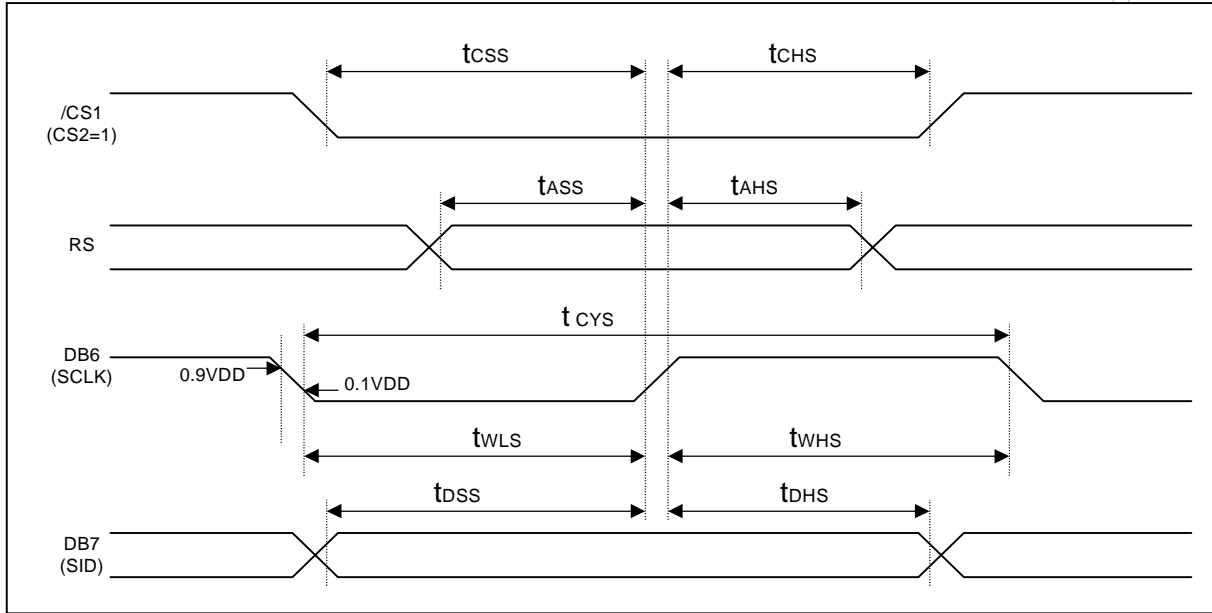 tCSS
tCHS
/CS1
(CS2=1)
tASS
tAHS
RS
tCYS
DB6
(SCLK)
0.9VDD
0.1VDD
tWLS
tWHS
tDSS
tDHS
DB7
(SID)